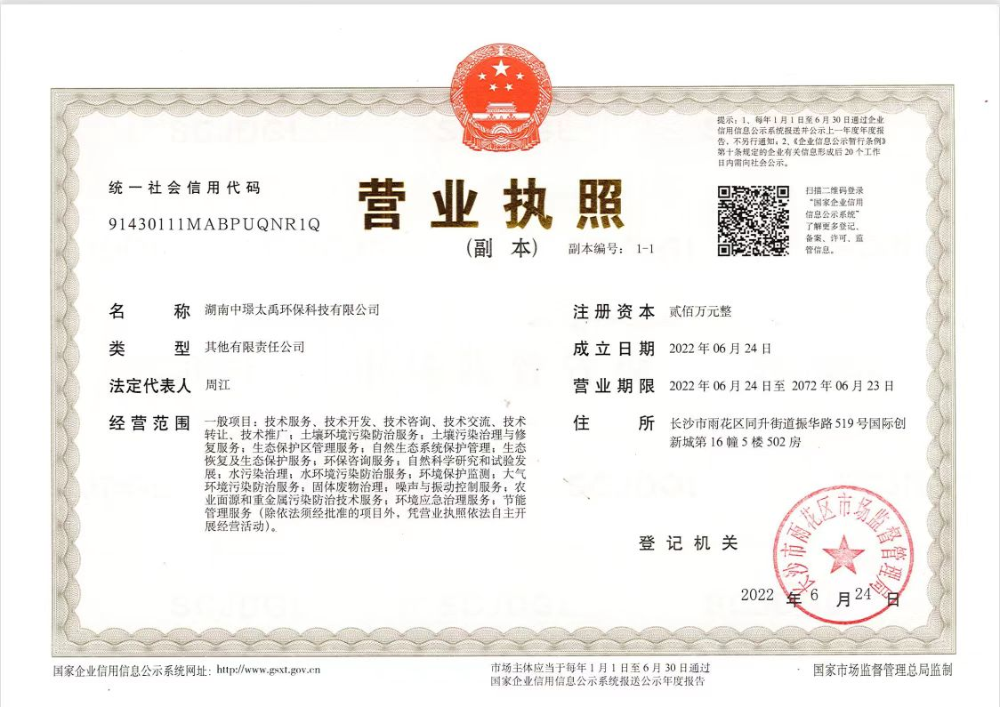 提示：1、每年1月1日至6月30日通过企业
信用信息公示系统报送并公示上一年度年度报
告，不另行通知；2、《企业信息公示暂行条例》
第十条规定的企业有关信息形成后20个工作
日内需向社会公示。
统一社会信用代码
91430111MABPUQNR1Q
营业执照
（副 本）
副本编号： 1-1
扫描二维码登录
“国家企业信用
信息公示系统”
了解更多登记、
备案、许可、监
管信息。
名 称 湖南中璟太禹环保科技有限公司
类 型 其他有限责任公司
法定代表人 周江
经营范围 一般项目：技术服务、技术开发、技术咨询、技术交流、技术
转让、技术推广；土壤环境污染防治服务；土壤污染治理与修
复服务；生态保护区管理服务；自然生态系统保护管理；生态
恢复及生态保护服务；环保咨询服务；自然科学研究和试验发
展；水污染治理；水环境污染防治服务；环境保护监测；大气
环境污染防治服务；固体废物治理；噪声与振动控制服务；农
业面源和重金属污染防治技术服务；环境应急治理服务；节能
管理服务（除依法须经批准的项目外，凭营业执照依法自主开
展经营活动）。
注册资本 贰佰万元整
成立日期 2022年06月24日
营业期限 2022年06月24日至 2072年06月23日
住 所 长沙市雨花区同升街道振华路519号国际创
新城第16幢5楼502房
登记机关
长沙市雨花区市场监督管理局
2022 年 6 月 24 日
国家企业信用信息公示系统网址：http://www.gsxt.gov.cn
市场主体应当于每年1月1日至6月30日通过
国家企业信用信息公示系统报送公示年度报告
国家市场监督管理总局监制